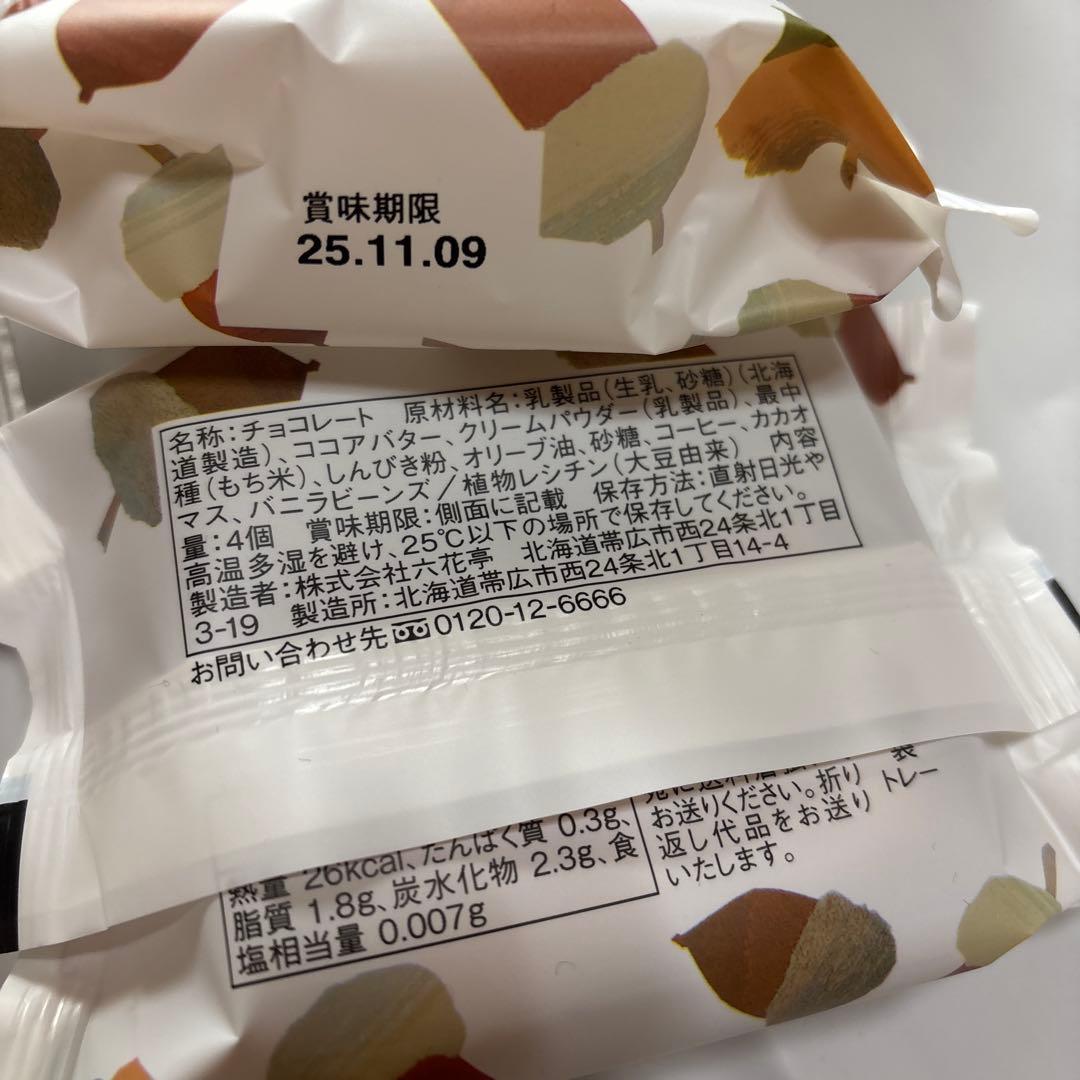 賞味期限
25.11.09
名称：チョコレート 原材料名：乳製品（生乳、砂糖）（北海
道製造）、ココアバター、クリームパウダー（乳製品）、最中
種（もち米）、しんびき粉、オリーブ油、砂糖、コーヒー、カカオ
マス、バニラビーンズ／植物レシチン（大豆由来） 内容
量：4個 賞味期限：側面に記載 保存方法：直射日光や
高温多湿を避け、25℃以下の場所で保存してください。
製造者：株式会社六花亭 北海道帯広市西24条北1丁目
3-19 製造所：北海道帯広市西24条北1丁目14-4
お問い合わせ先 0120-12-6666
熱量 26kcal、たんぱく質 0.3g、
脂質 1.8g、炭水化物 2.3g、食
塩相当量 0.007g
お送りください。折り
返し代品をお送り
いたします。
袋
トレー